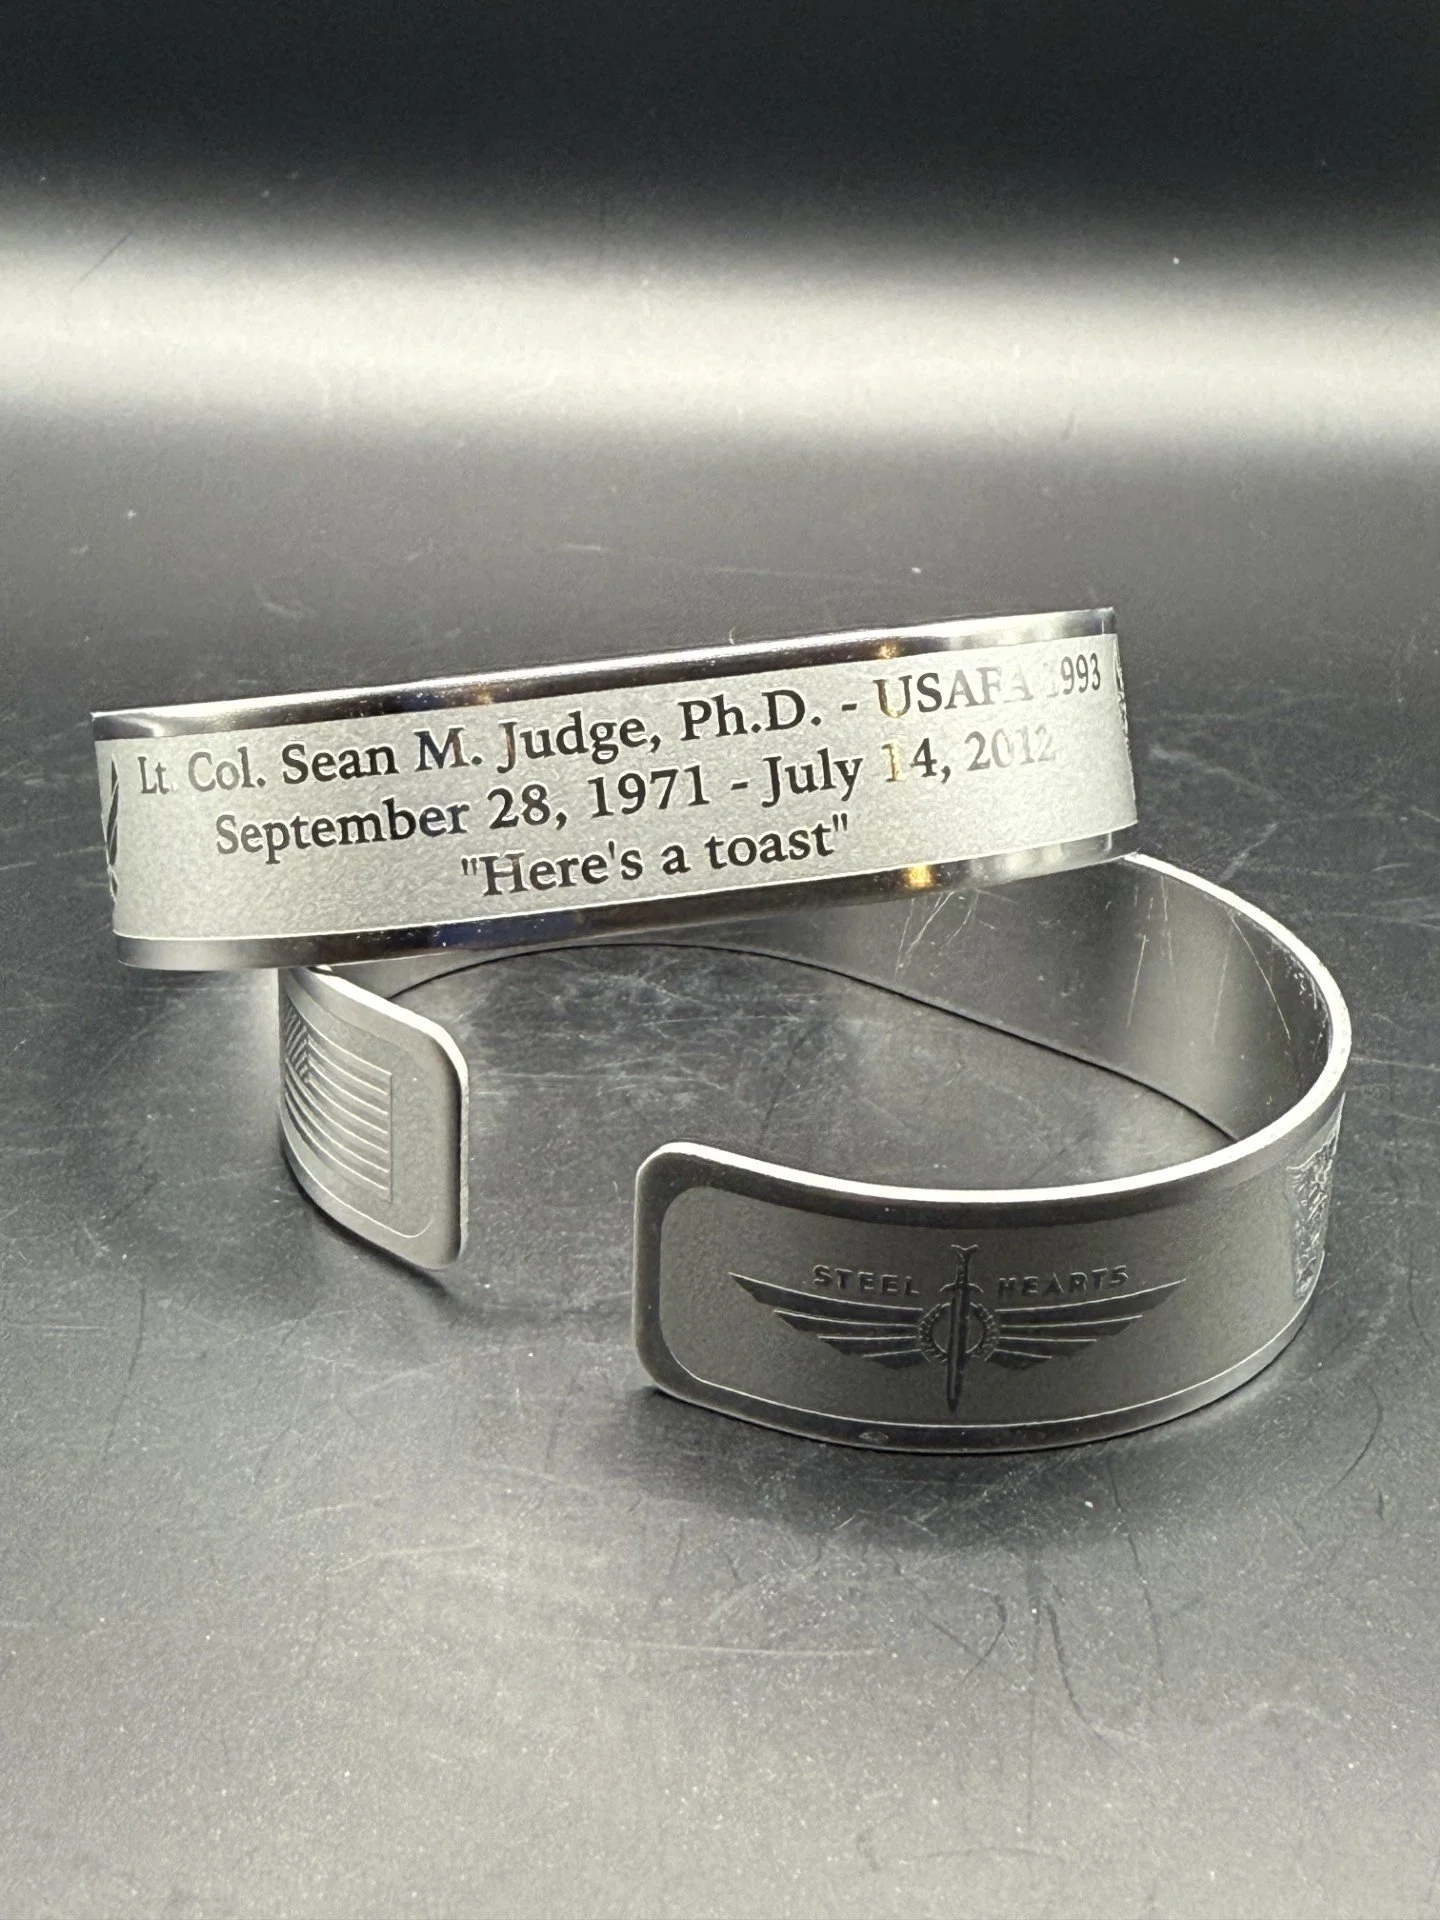 Lt. Col. Sean M. Judge, Ph.D. - USAFA 1993
September 28, 1971 - July 14, 2012
"Here's a toast"
STEEL HEARTS